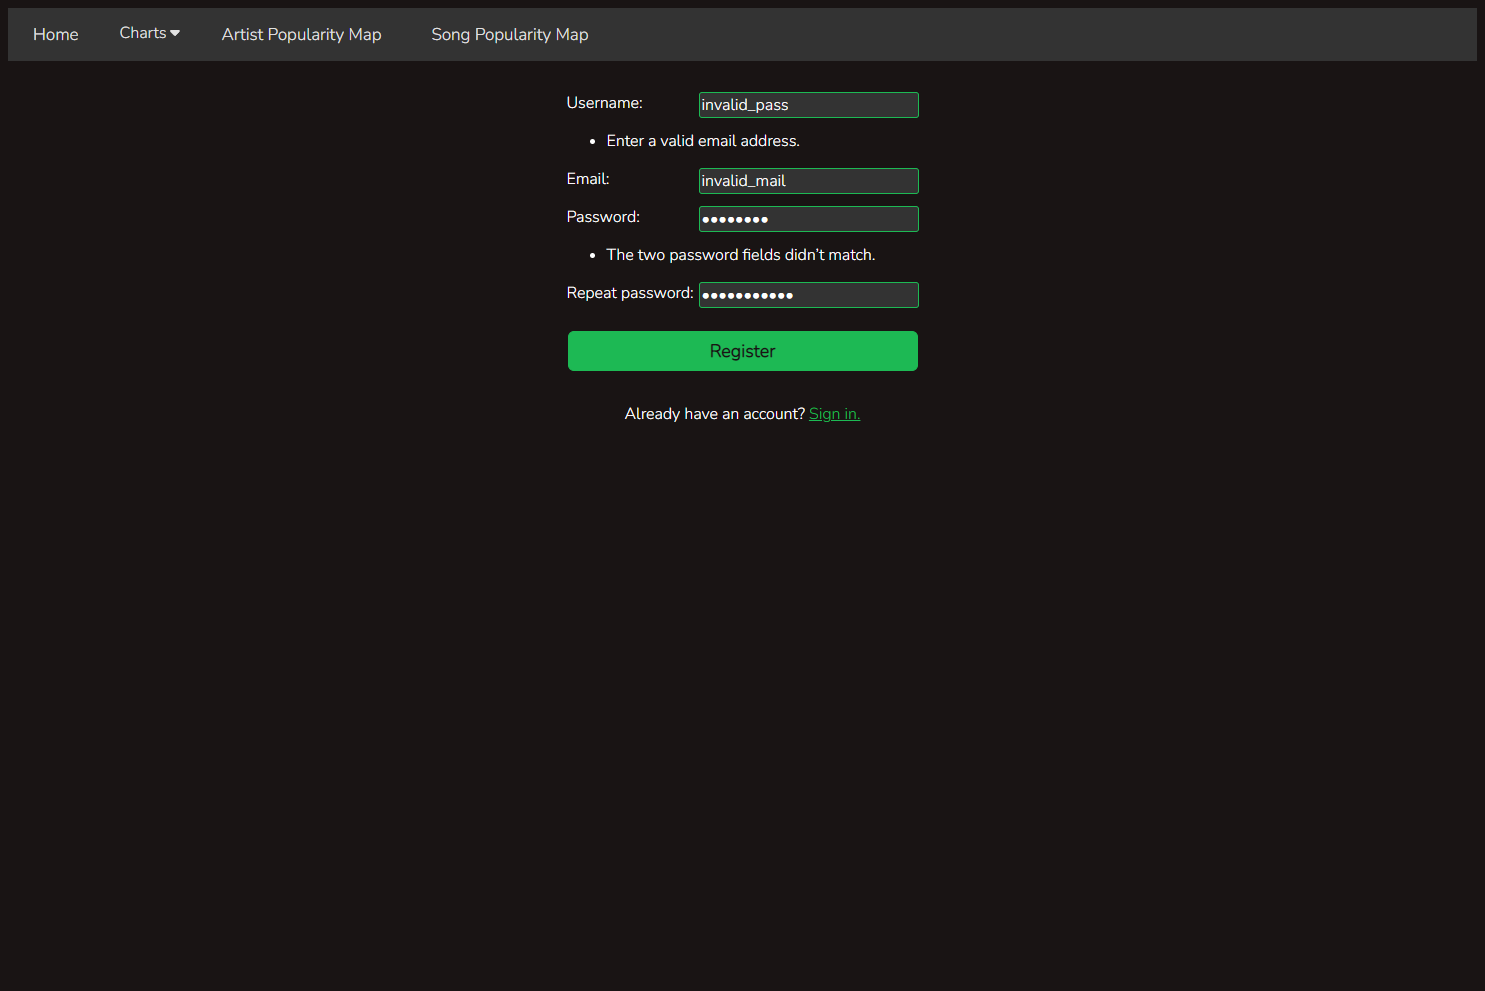 Home Charts Artist Popularity Map Song Popularity Map
Username: invalid_pass
• Enter a valid email address.
Email: invalid_mail
Password: ••••••••
• The two password fields didn’t match.
Repeat password: •••••••••••
Register
Already have an account? Sign in.